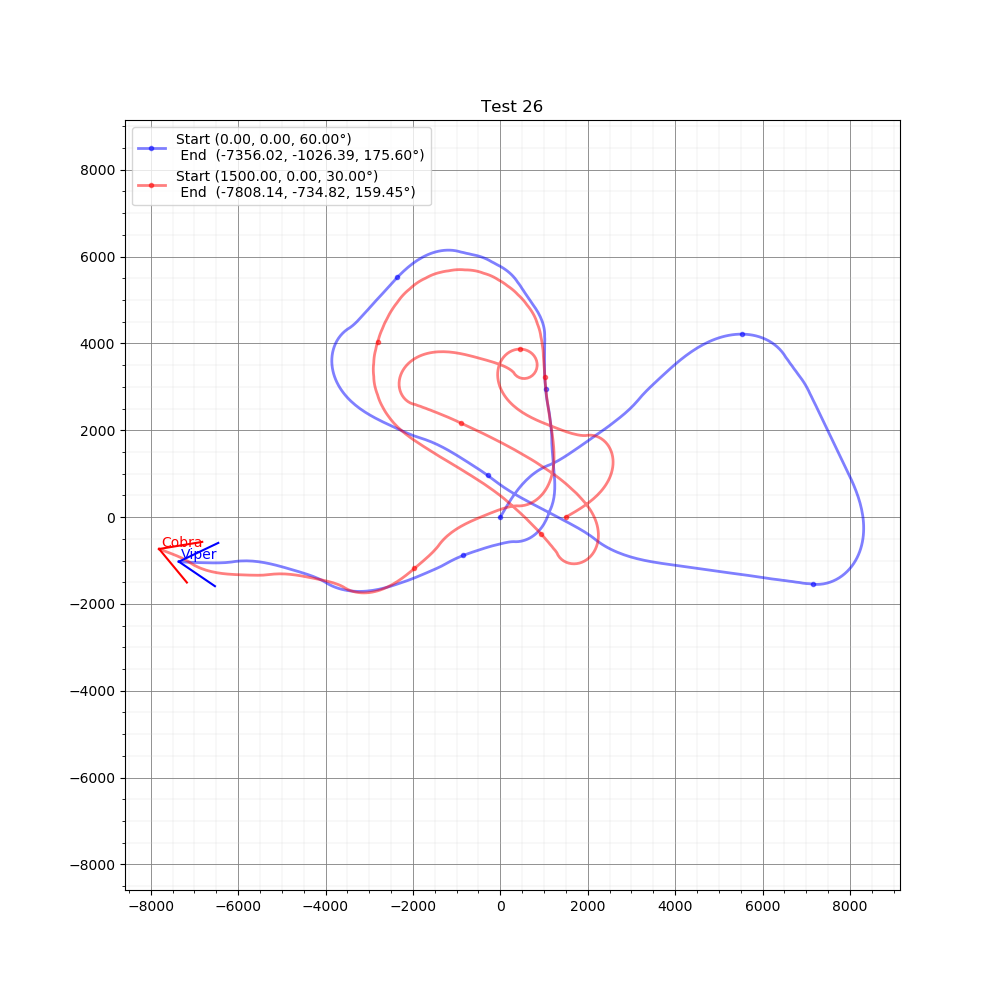 Test 26
Start (0.00, 0.00, 60.00°)
End (-7356.02, -1026.39, 175.60°)
Start (1500.00, 0.00, 30.00°)
End (-7808.14, -734.82, 159.45°)
8000
6000
4000
2000
0
−2000
−4000
−6000
−8000
Cobra
Viper
−8000 −6000 −4000 −2000 0 2000 4000 6000 8000